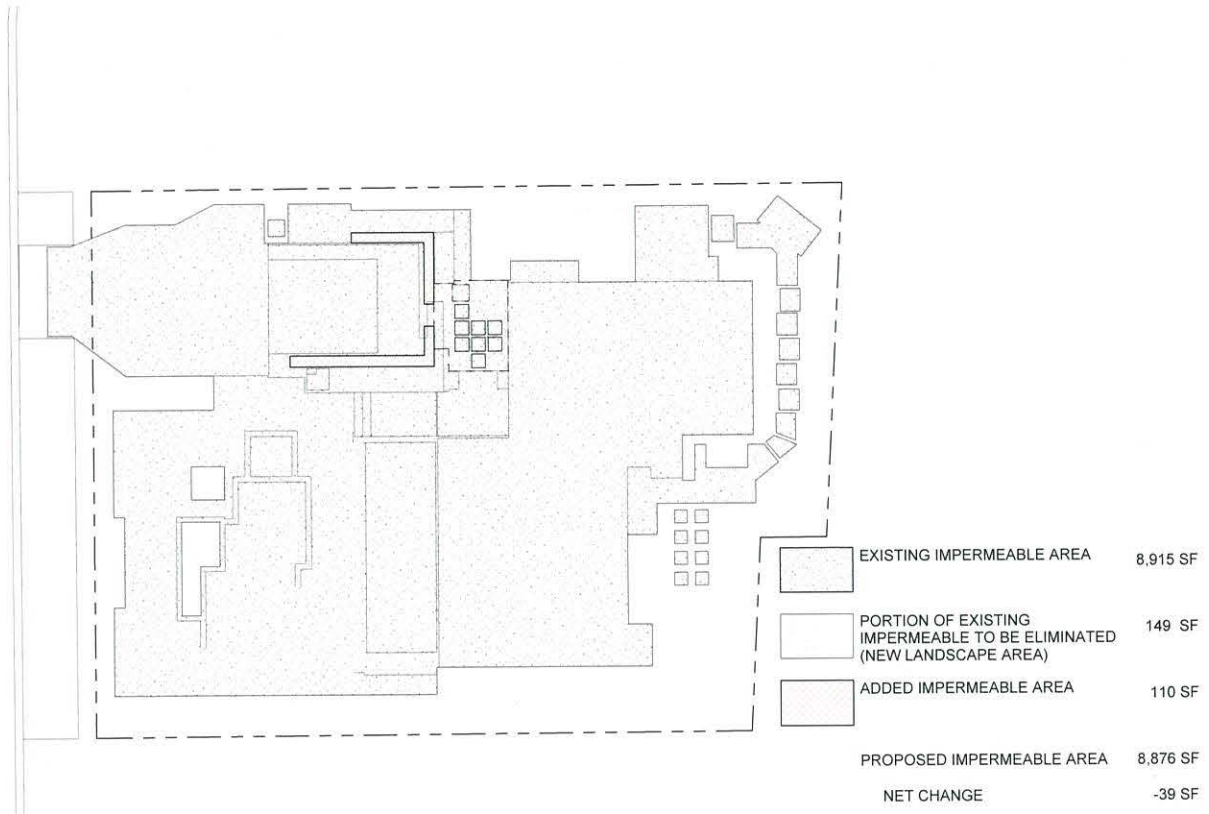 EXISTING IMPERMEABLE AREA 8,915 SF
PORTION OF EXISTING
IMPERMEABLE TO BE ELIMINATED 149 SF
(NEW LANDSCAPE AREA)
ADDED IMPERMEABLE AREA 110 SF
PROPOSED IMPERMEABLE AREA 8,876 SF
NET CHANGE -39 SF